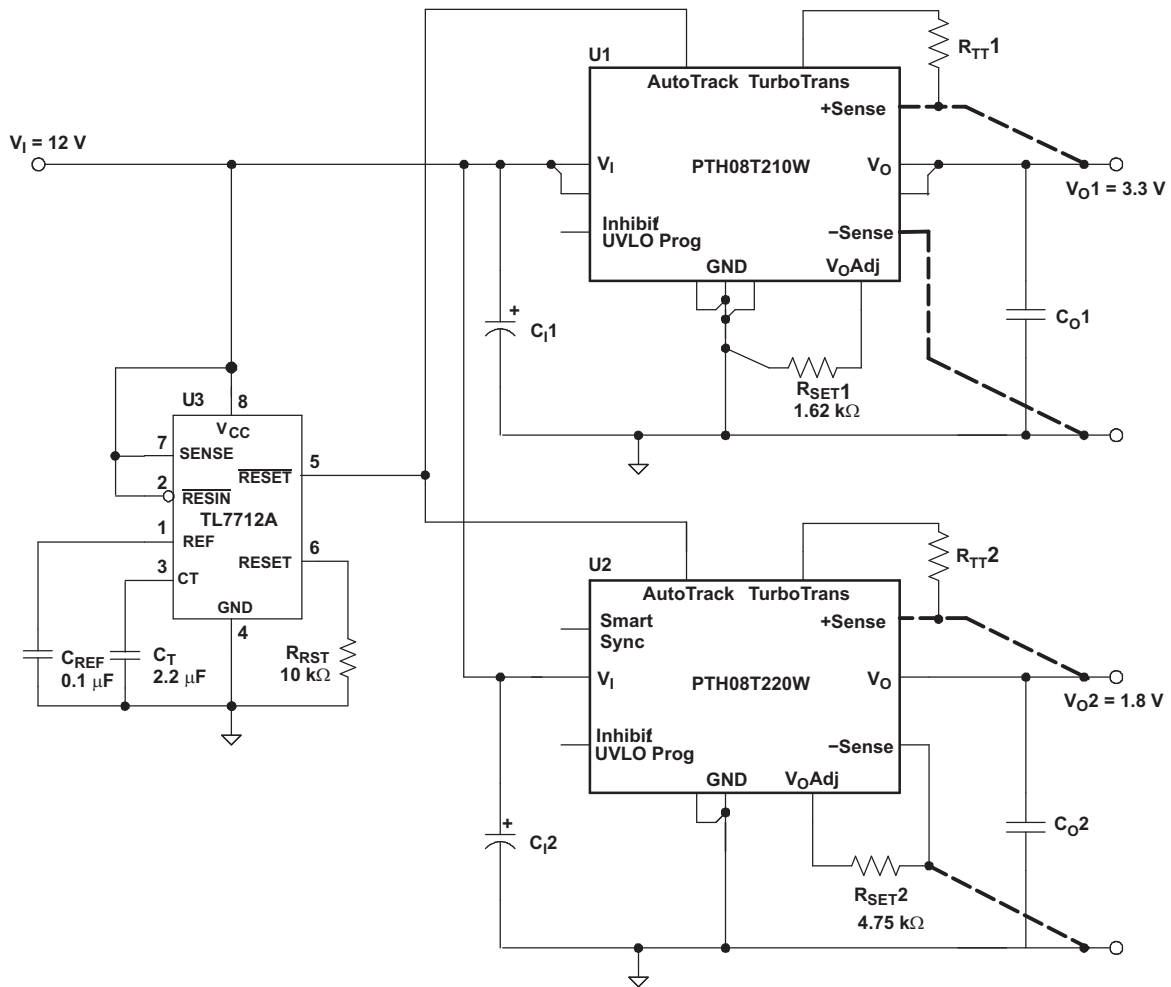 U1
R_TT1
AutoTrack TurboTrans
+Sense
V_I = 12 V
V_I
PTH08T210W
V_O
V_O1 = 3.3 V
Inhibit/
UVLO Prog
−Sense
GND
V_OAdj
+
C_I1
C_O1
R_SET1
1.62 kΩ
U3
8
V_CC
7
SENSE
5
RESET
2
RESIN
TL7712A
1
REF
6
RESET
3
CT
GND
4
C_REF
0.1 μF
C_T
2.2 μF
R_RST
10 kΩ
U2
R_TT2
AutoTrack TurboTrans
Smart
Sync
+Sense
V_I
PTH08T220W
V_O
V_O2 = 1.8 V
Inhibit/
UVLO Prog
−Sense
GND
V_OAdj
+
C_I2
C_O2
R_SET2
4.75 kΩ